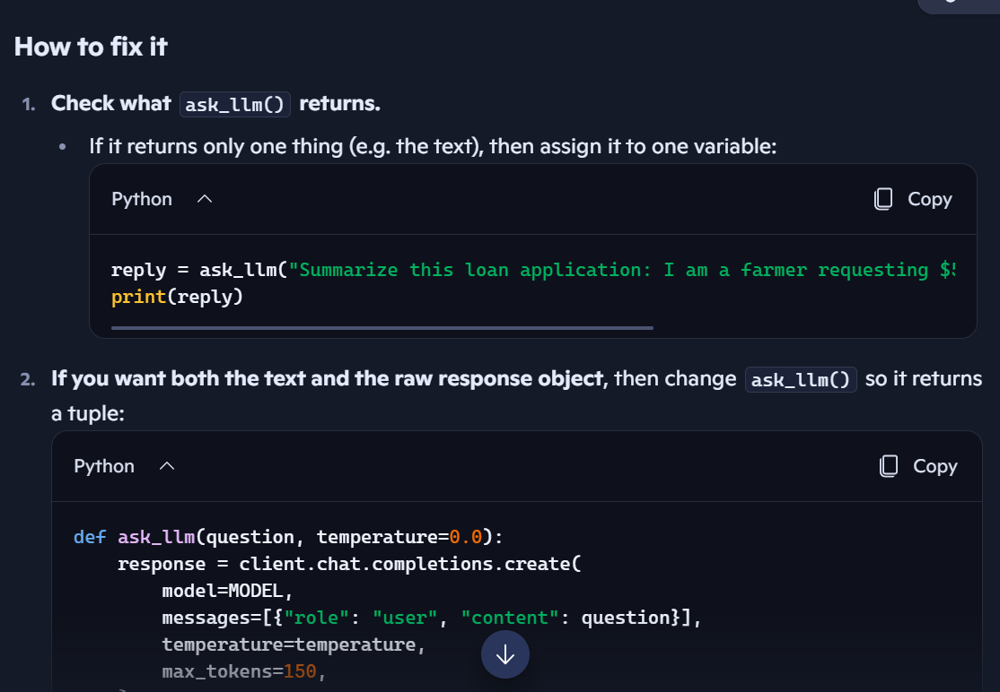 How to fix it
1. Check what ask_llm() returns.
• If it returns only one thing (e.g. the text), then assign it to one variable:
Python
Copy
reply = ask_llm("Summarize this loan application: I am a farmer requesting $
print(reply)
2. If you want both the text and the raw response object, then change ask_llm() so it returns
a tuple:
Python
Copy
def ask_llm(question, temperature=0.0):
    response = client.chat.completions.create(
        model=MODEL,
        messages=[{"role": "user", "content": question}],
        temperature=temperature,
        max_tokens=150,